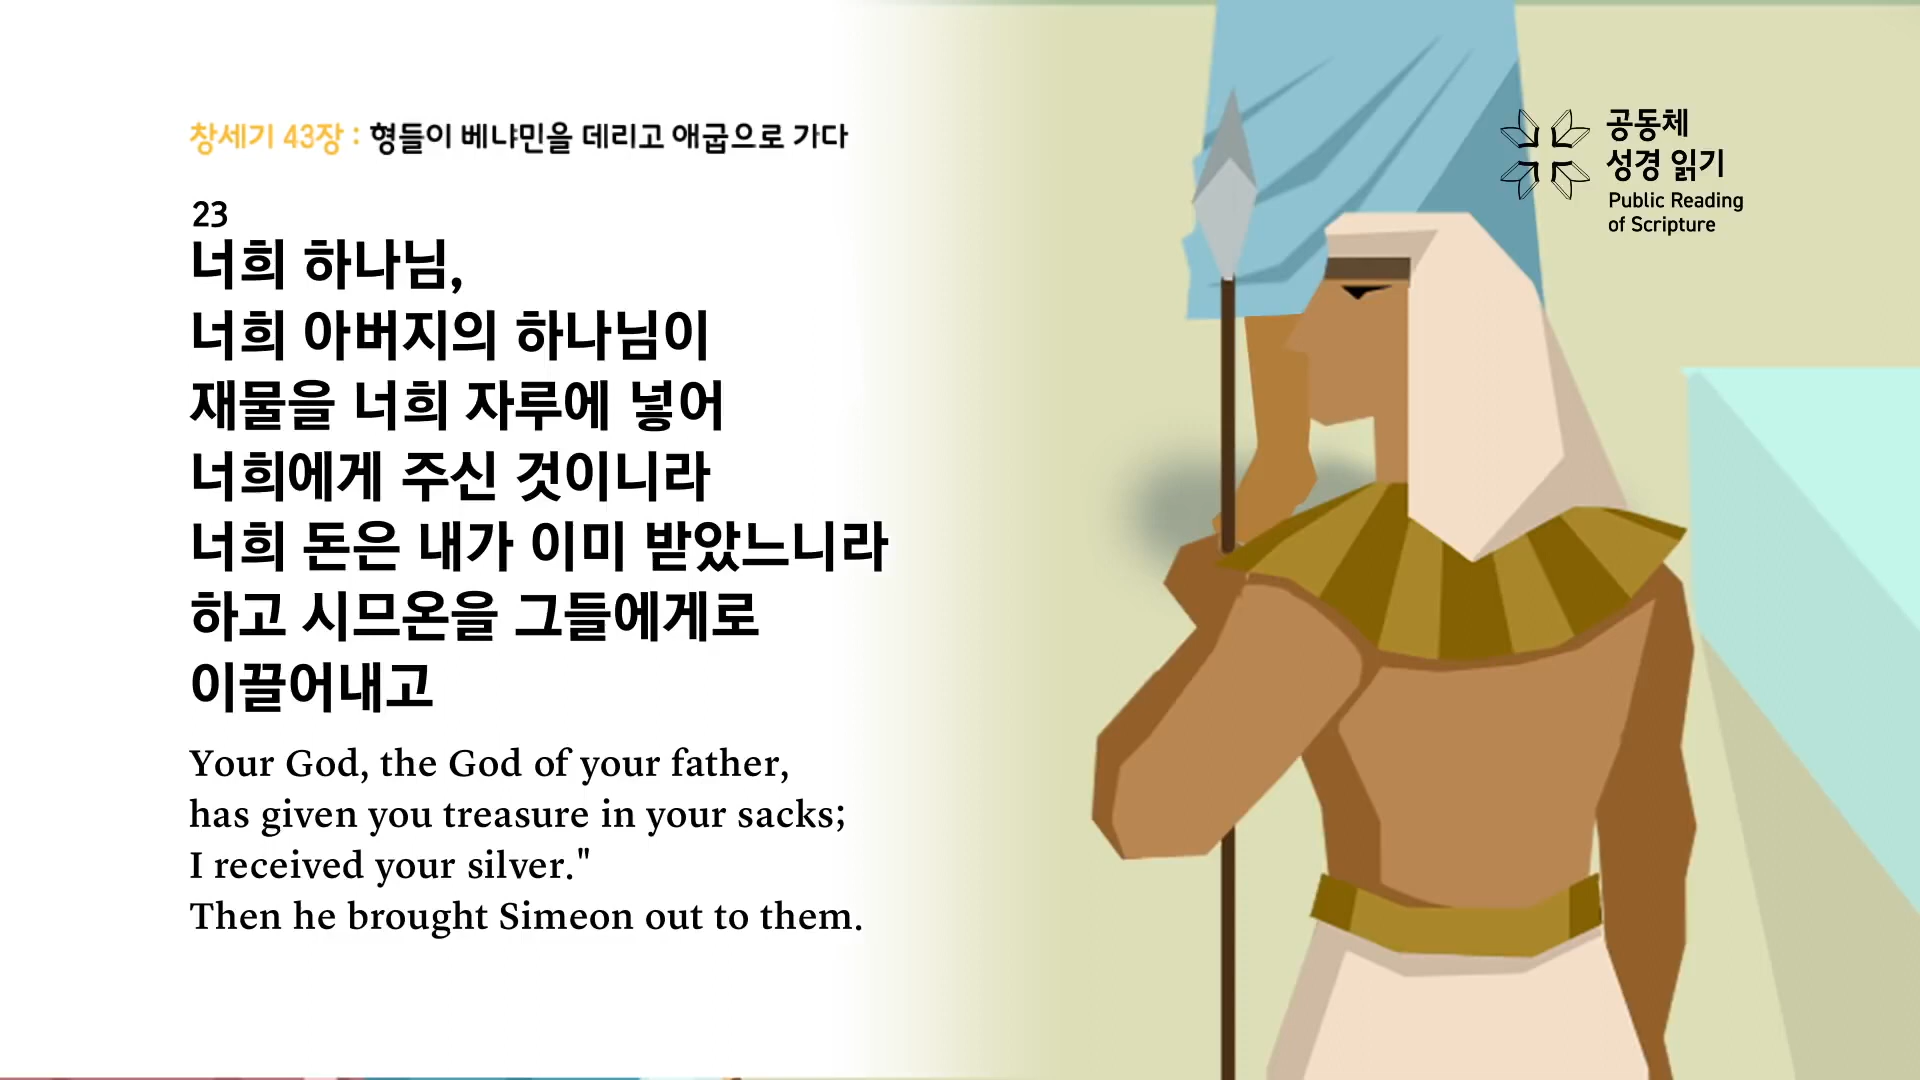 창세기 43장 : 형들이 베냐민을 데리고 애굽으로 가다
공동체
성경 읽기
Public Reading
of Scripture
23
너희 하나님,
너희 아버지의 하나님이
재물을 너희 자루에 넣어
너희에게 주신 것이니라
너희 돈은 내가 이미 받았느니라
하고 시므온을 그들에게로
이끌어내고
Your God, the God of your father,
has given you treasure in your sacks;
I received your silver."
Then he brought Simeon out to them.